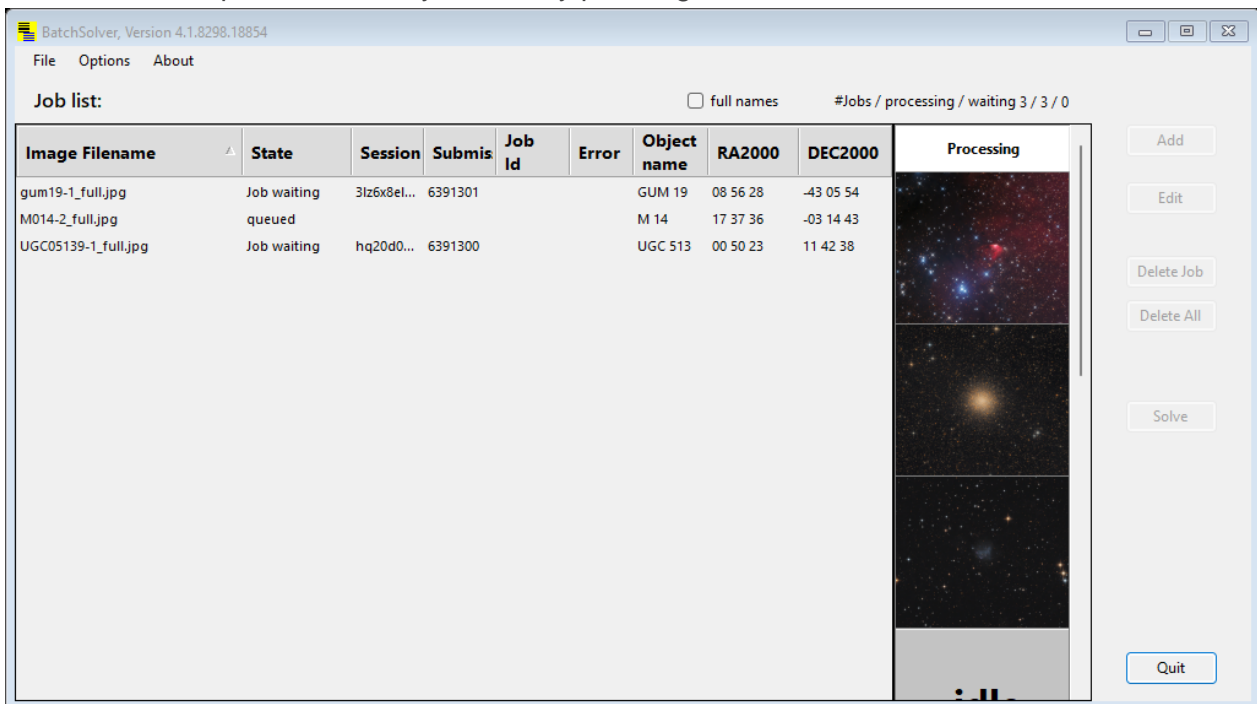 BatchSolver, Version 4.1.8298.18854
File Options About
Job list:
full names
#Jobs / processing / waiting 3 / 3 / 0
Image Filename State Session Submis: Job Id Error Object name RA2000 DEC2000
Processing
gum19-1_full.jpg Job waiting 3Iz6x8el... 6391301 GUM 19 08 56 28 -43 05 54
M014-2_full.jpg queued M 14 17 37 36 -03 14 43
UGC05139-1_full.jpg Job waiting hq20d0... 6391300 UGC 513 00 50 23 11 42 38
Add
Edit
Delete Job
Delete All
Solve
Quit